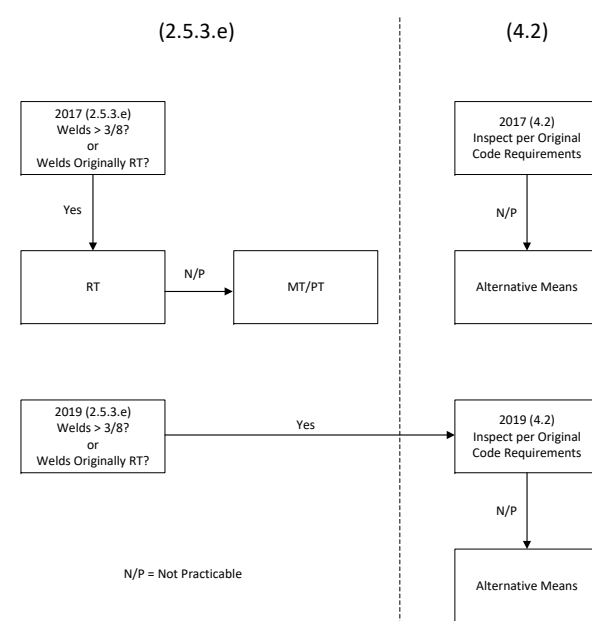 (2.5.3.e)
(4.2)
2017 (2.5.3.e)
Welds > 3/8?
or
Welds Originally RT?
2017 (4.2)
Inspect per Original
Code Requirements
Yes
N/P
RT
N/P
MT/PT
Alternative Means
2019 (2.5.3.e)
Welds > 3/8?
or
Welds Originally RT?
Yes
2019 (4.2)
Inspect per Original
Code Requirements
N/P
N/P = Not Practicable
Alternative Means